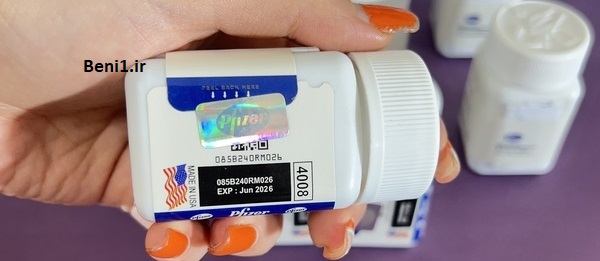 Beni1.ir
PEEL BACK HERE
Pfizer
085B240RM026
MADE IN USA
085B240RM026
EXP : Jun 2026
4008
Pfizer